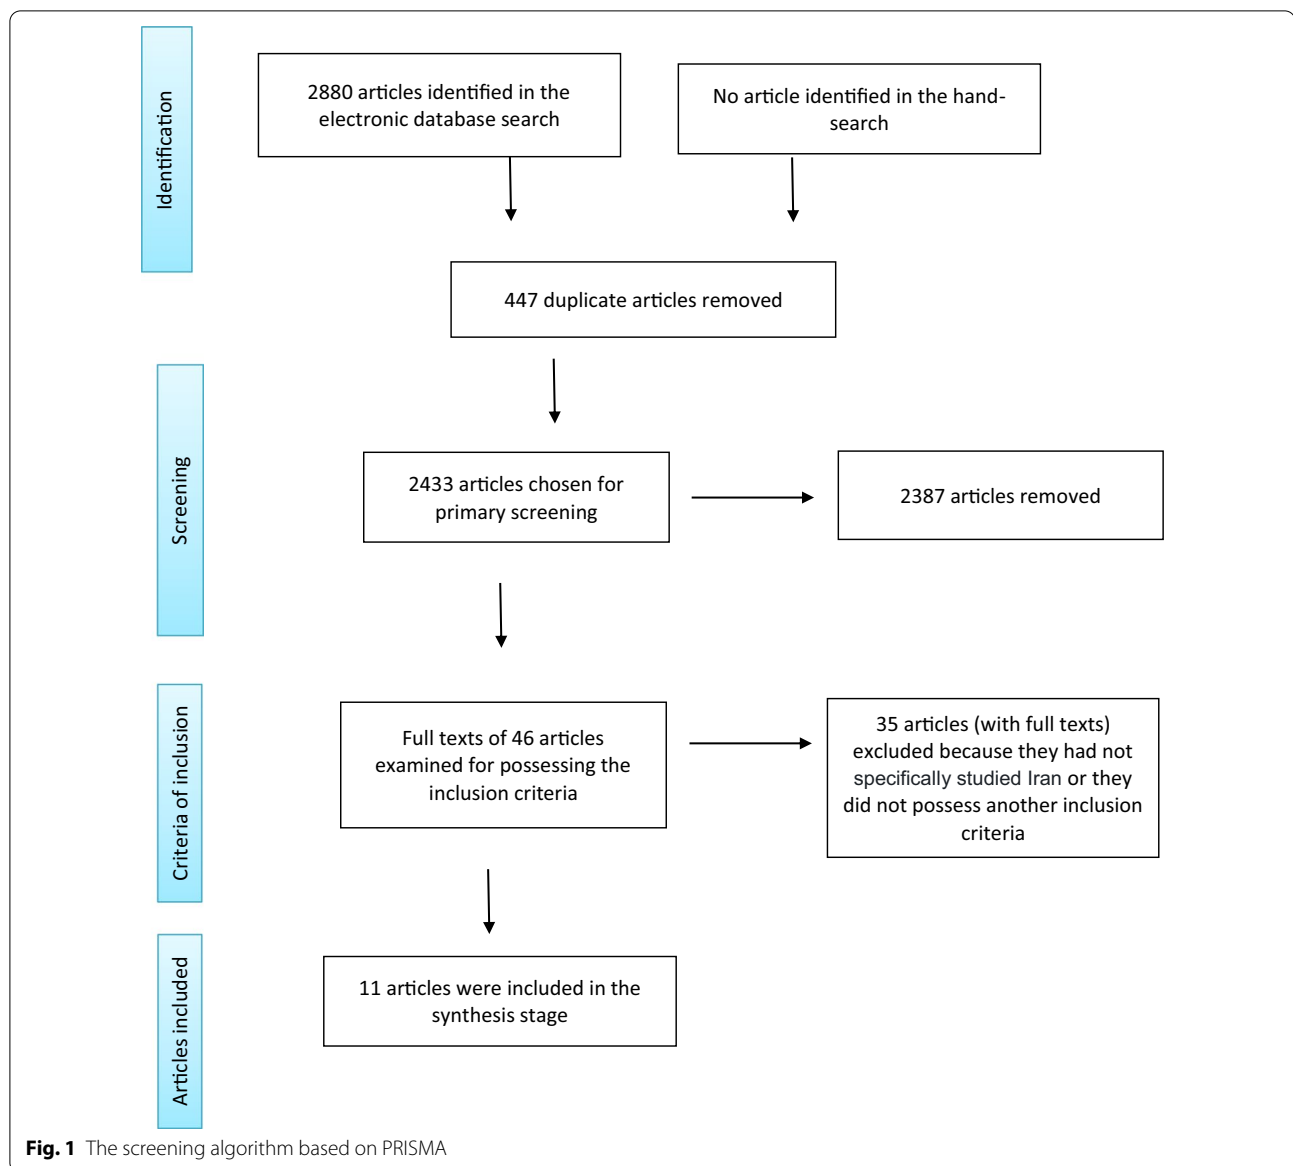 Identification
2880 articles identified in the
electronic database search
No article identified in the hand-
search
447 duplicate articles removed
Screening
2433 articles chosen for
primary screening
2387 articles removed
Criteria of inclusion
Full texts of 46 articles
examined for possessing the
inclusion criteria
35 articles (with full texts)
excluded because they had not
specifically studied Iran or they
did not possess another inclusion
criteria
Articles included
11 articles were included in the
synthesis stage
Fig. 1 The screening algorithm based on PRISMA